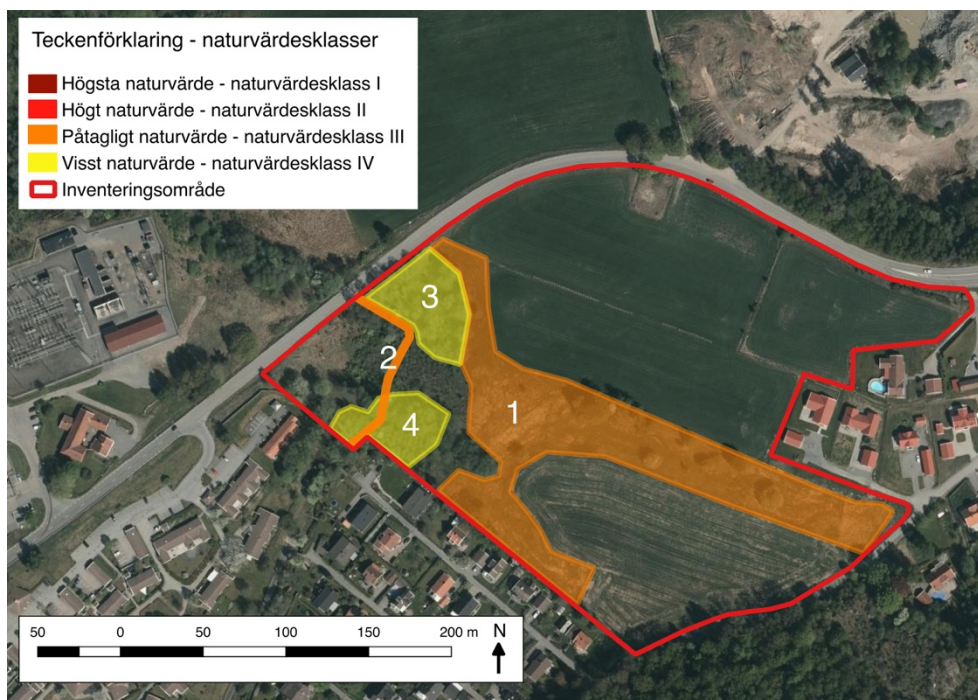 Teckenförklaring - naturvärdesklasser
Högsta naturvärde - naturvärdesklass I
Högt naturvärde - naturvärdesklass II
Påtagligt naturvärde - naturvärdesklass III
Visst naturvärde - naturvärdesklass IV
Inventeringsområde
3
2
1
4
50 0 50 100 150 200 m
N